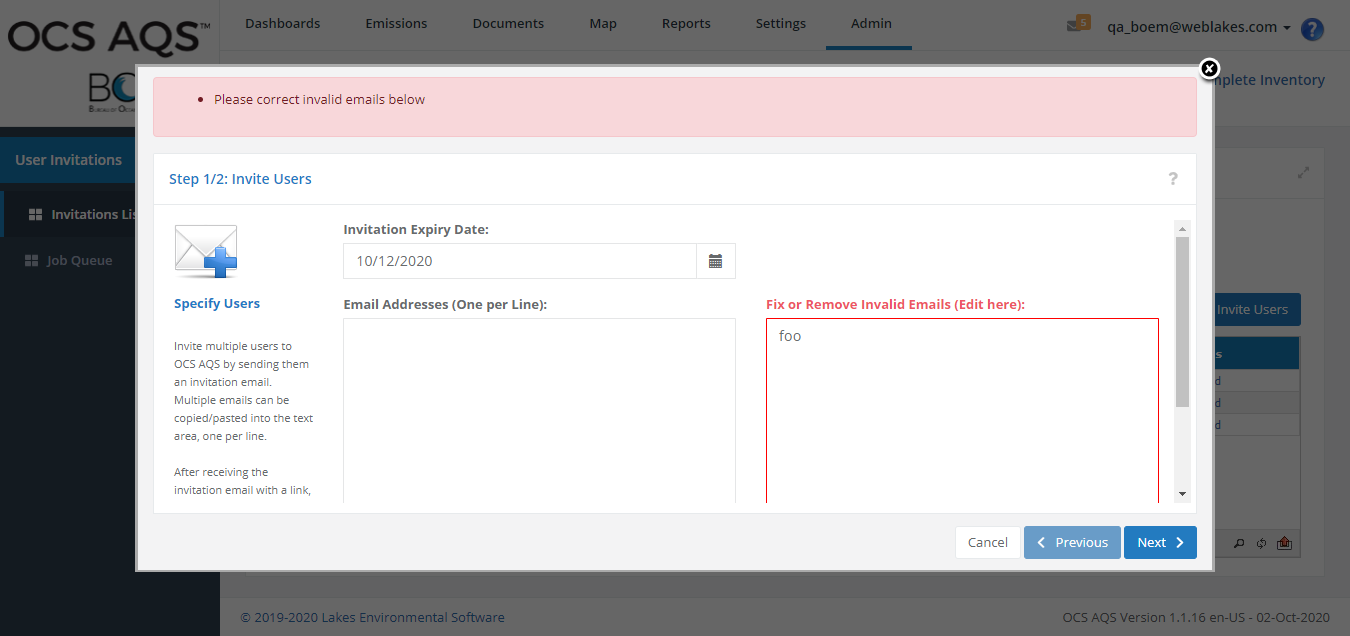 OCS AQS™
Dashboards Emissions Documents Map Reports Settings Admin
5 qa_boem@weblakes.com ?
Please correct invalid emails below
User Invitations
Invitations Lis
Job Queue
Step 1/2: Invite Users ?
Invitation Expiry Date:
10/12/2020
Specify Users
Email Addresses (One per Line):
Fix or Remove Invalid Emails (Edit here):
foo
Invite multiple users to
OCS AQS by sending them
an invitation email.
Multiple emails can be
copied/pasted into the text
area, one per line.
After receiving the
invitation email with a link,
Cancel Previous Next
mplete Inventory
Invite Users
s
d
d
d
© 2019-2020 Lakes Environmental Software
OCS AQS Version 1.1.16 en-US - 02-Oct-2020